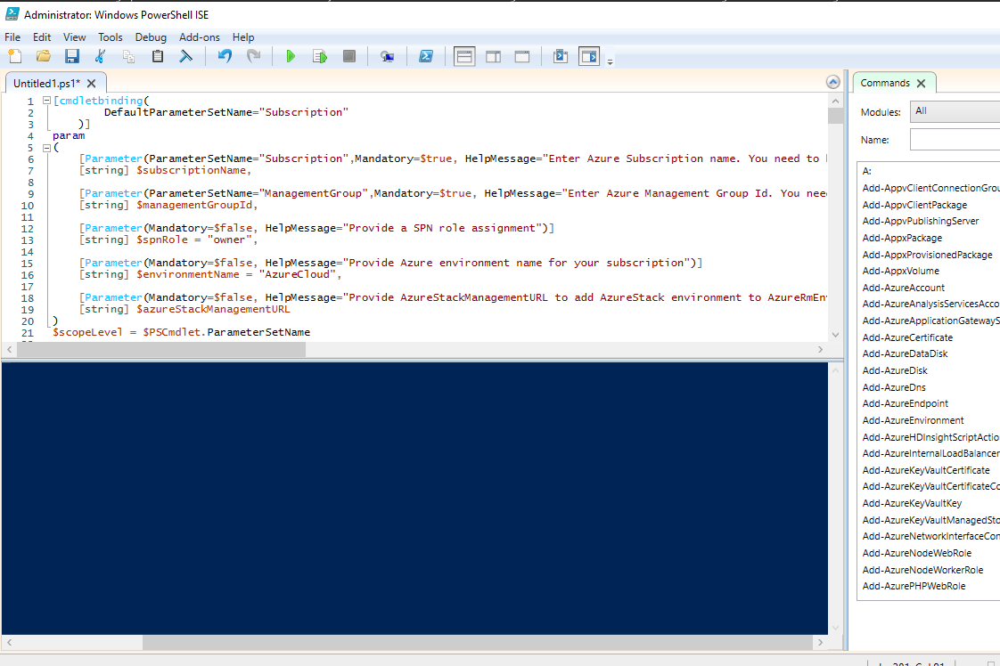 Administrator: Windows PowerShell ISE
File Edit View Tools Debug Add-ons Help
Untitled1.ps1*
1 [cmdletbinding(
2 DefaultParameterSetName="Subscription"
3 )]
4 param
5 (
6 [Parameter(ParameterSetName="Subscription",Mandatory=$true, HelpMessage="Enter Azure Subscription name. You need to
7 [string] $subscriptionName,
8
9 [Parameter(ParameterSetName="ManagementGroup",Mandatory=$true, HelpMessage="Enter Azure Management Group Id. You nee
10 [string] $managementGroupId,
11
12 [Parameter(Mandatory=$false, HelpMessage="Provide a SPN role assignment")]
13 [string] $spnRole = "owner",
14
15 [Parameter(Mandatory=$false, HelpMessage="Provide Azure environment name for your subscription")]
16 [string] $environmentName = "AzureCloud",
17
18 [Parameter(Mandatory=$false, HelpMessage="Provide AzureStackManagementURL to add AzureStack environment to AzureRmEnv
19 [string] $azureStackManagementURL
20 )
21 $scopeLevel = $PSCmdlet.ParameterSetName
Commands
Modules: All
Name:
A:
Add-AppvClientConnectionGrou
Add-AppvClientPackage
Add-AppvPublishingServer
Add-AppxPackage
Add-AppxProvisionedPackage
Add-AppxVolume
Add-AzureAccount
Add-AzureAnalysisServicesAcco
Add-AzureApplicationGatewayS
Add-AzureCertificate
Add-AzureDataDisk
Add-AzureDisk
Add-AzureDns
Add-AzureEndpoint
Add-AzureEnvironment
Add-AzureHDInsightScriptActio
Add-AzureInternalLoadBalancer
Add-AzureKeyVaultCertificate
Add-AzureKeyVaultCertificateCo
Add-AzureKeyVaultKey
Add-AzureKeyVaultManagedSto
Add-AzureNetworkInterfaceCon
Add-AzureNodeWebRole
Add-AzureNodeWorkerRole
Add-AzurePHPWebRole